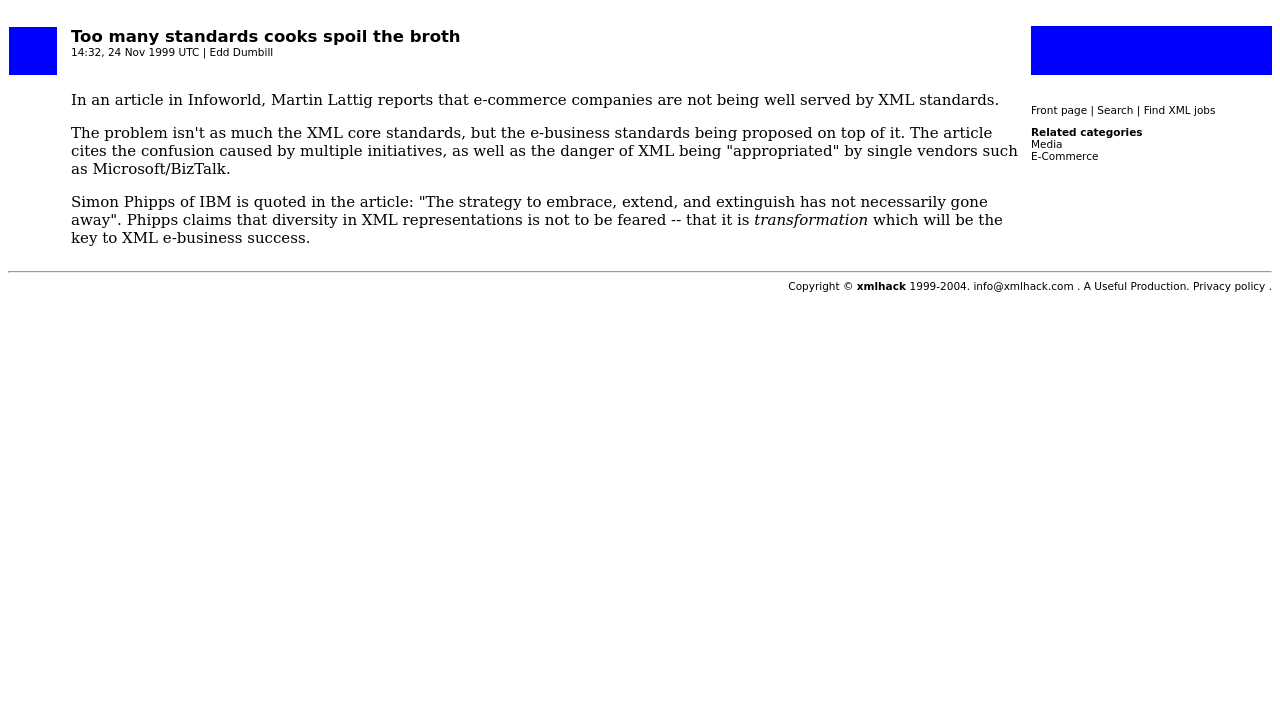 Too many standards cooks spoil the broth
14:32, 24 Nov 1999 UTC | Edd Dumbill
In an article in Infoworld, Martin Lattig reports that e-commerce companies are not being well served by XML standards.
The problem isn't as much the XML core standards, but the e-business standards being proposed on top of it. The article
cites the confusion caused by multiple initiatives, as well as the danger of XML being "appropriated" by single vendors such
as Microsoft/BizTalk.
Simon Phipps of IBM is quoted in the article: "The strategy to embrace, extend, and extinguish has not necessarily gone
away". Phipps claims that diversity in XML representations is not to be feared -- that it is transformation which will be the
key to XML e-business success.
Front page | Search | Find XML jobs
Related categories
Media
E-Commerce
Copyright © xmlhack 1999-2004. info@xmlhack.com . A Useful Production. Privacy policy .